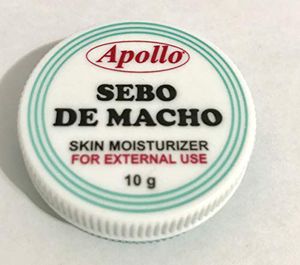 Apollo®
SEBO
DE MACHO
SKIN MOISTURIZER
FOR EXTERNAL USE
10 g